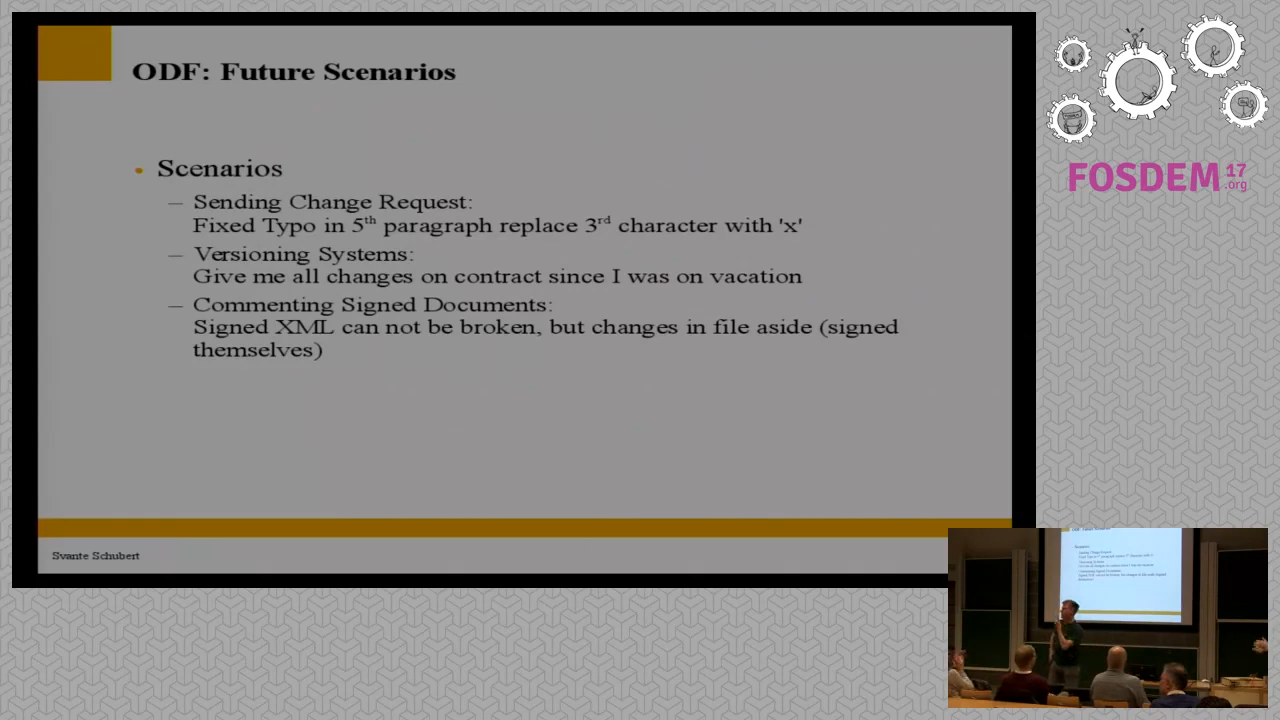 ODF: Future Scenarios
• Scenarios
— Sending Change Request:
Fixed Typo in 5th paragraph replace 3rd character with 'x'
— Versioning Systems:
Give me all changes on contract since I was on vacation
— Commenting Signed Documents:
Signed XML can not be broken, but changes in file aside (signed
themselves)
Svante Schubert
FOSDEM 17
.org